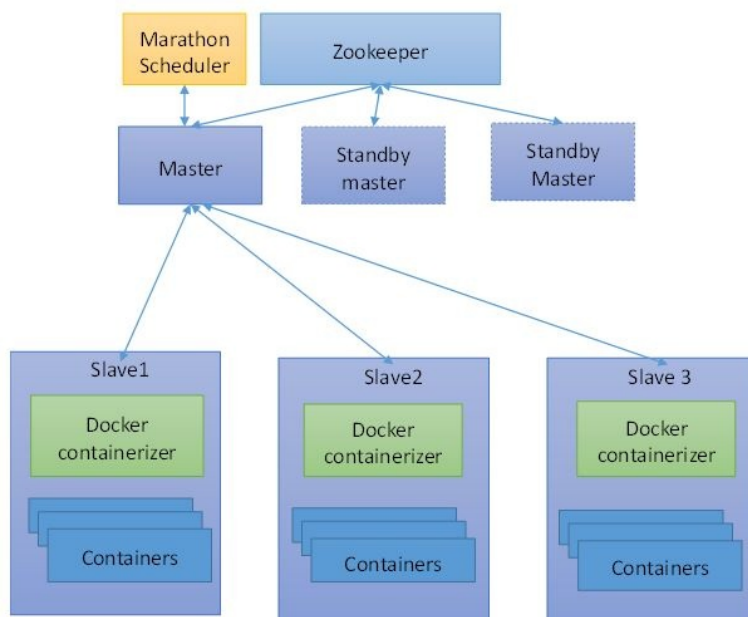 Marathon
Scheduler
Zookeeper
Master
Standby
master
Standby
Master
Slave1
Slave2
Slave 3
Docker
containerizer
Docker
containerizer
Docker
containerizer
Containers
Containers
Containers